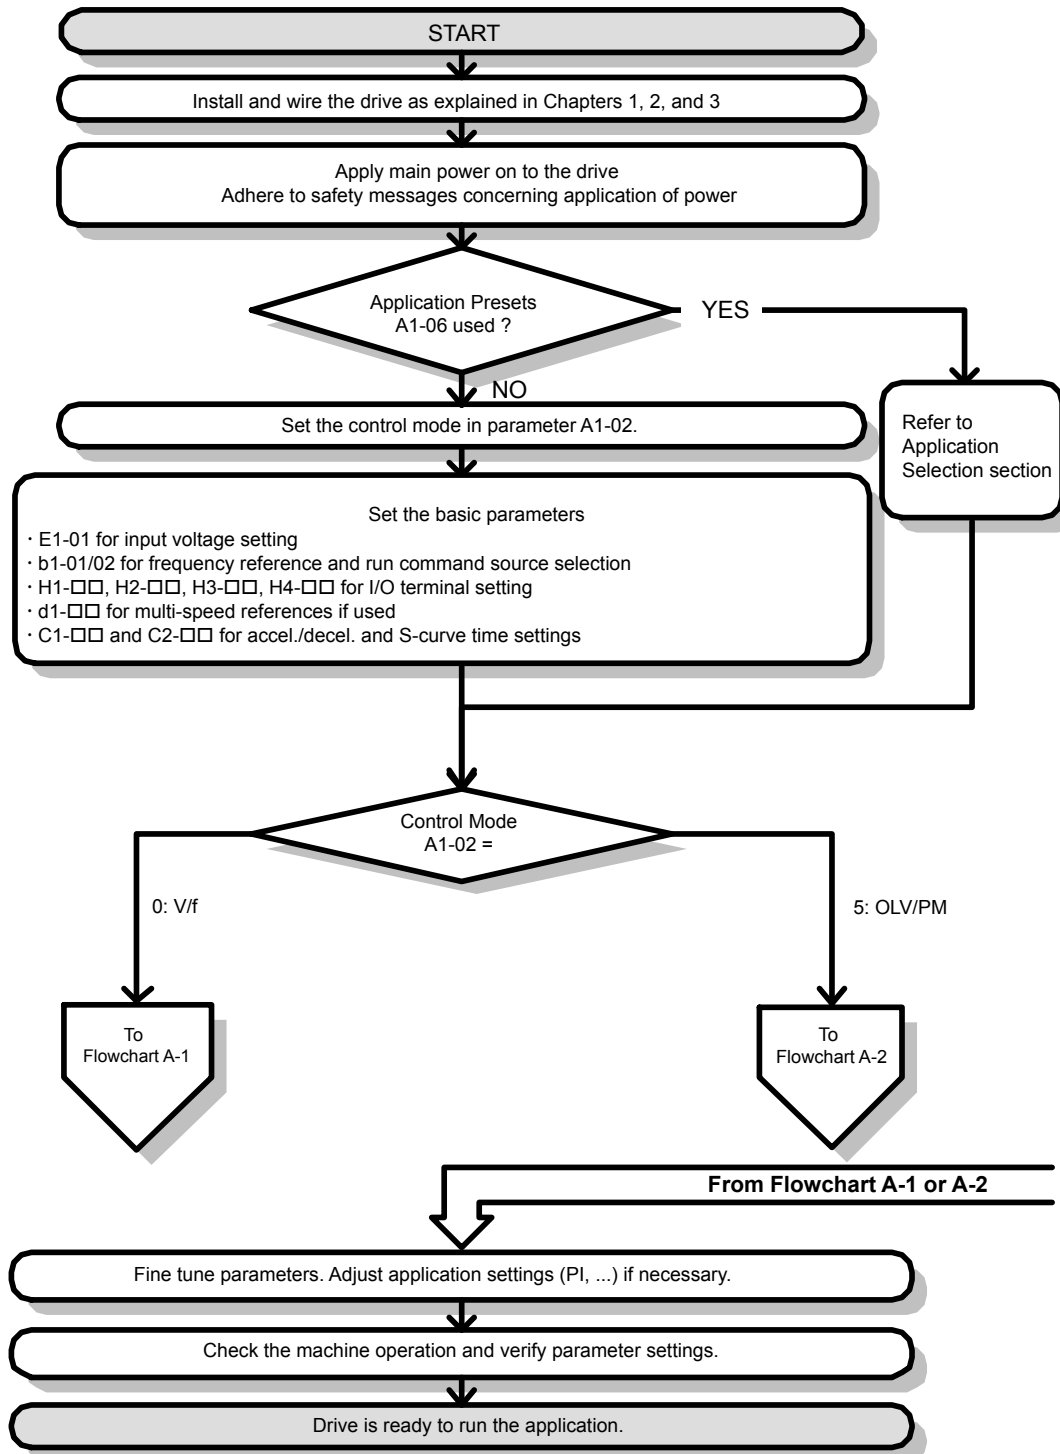 START
Install and wire the drive as explained in Chapters 1, 2, and 3
Apply main power on to the drive
Adhere to safety messages concerning application of power
Application Presets
A1-06 used ?
YES
NO
Set the control mode in parameter A1-02.
Refer to
Application
Selection section
Set the basic parameters
· E1-01 for input voltage setting
· b1-01/02 for frequency reference and run command source selection
· H1-□□, H2-□□, H3-□□, H4-□□ for I/O terminal setting
· d1-□□ for multi-speed references if used
· C1-□□ and C2-□□ for accel./decel. and S-curve time settings
Control Mode
A1-02 =
0: V/f
5: OLV/PM
To
Flowchart A-1
To
Flowchart A-2
From Flowchart A-1 or A-2
Fine tune parameters. Adjust application settings (PI, ...) if necessary.
Check the machine operation and verify parameter settings.
Drive is ready to run the application.